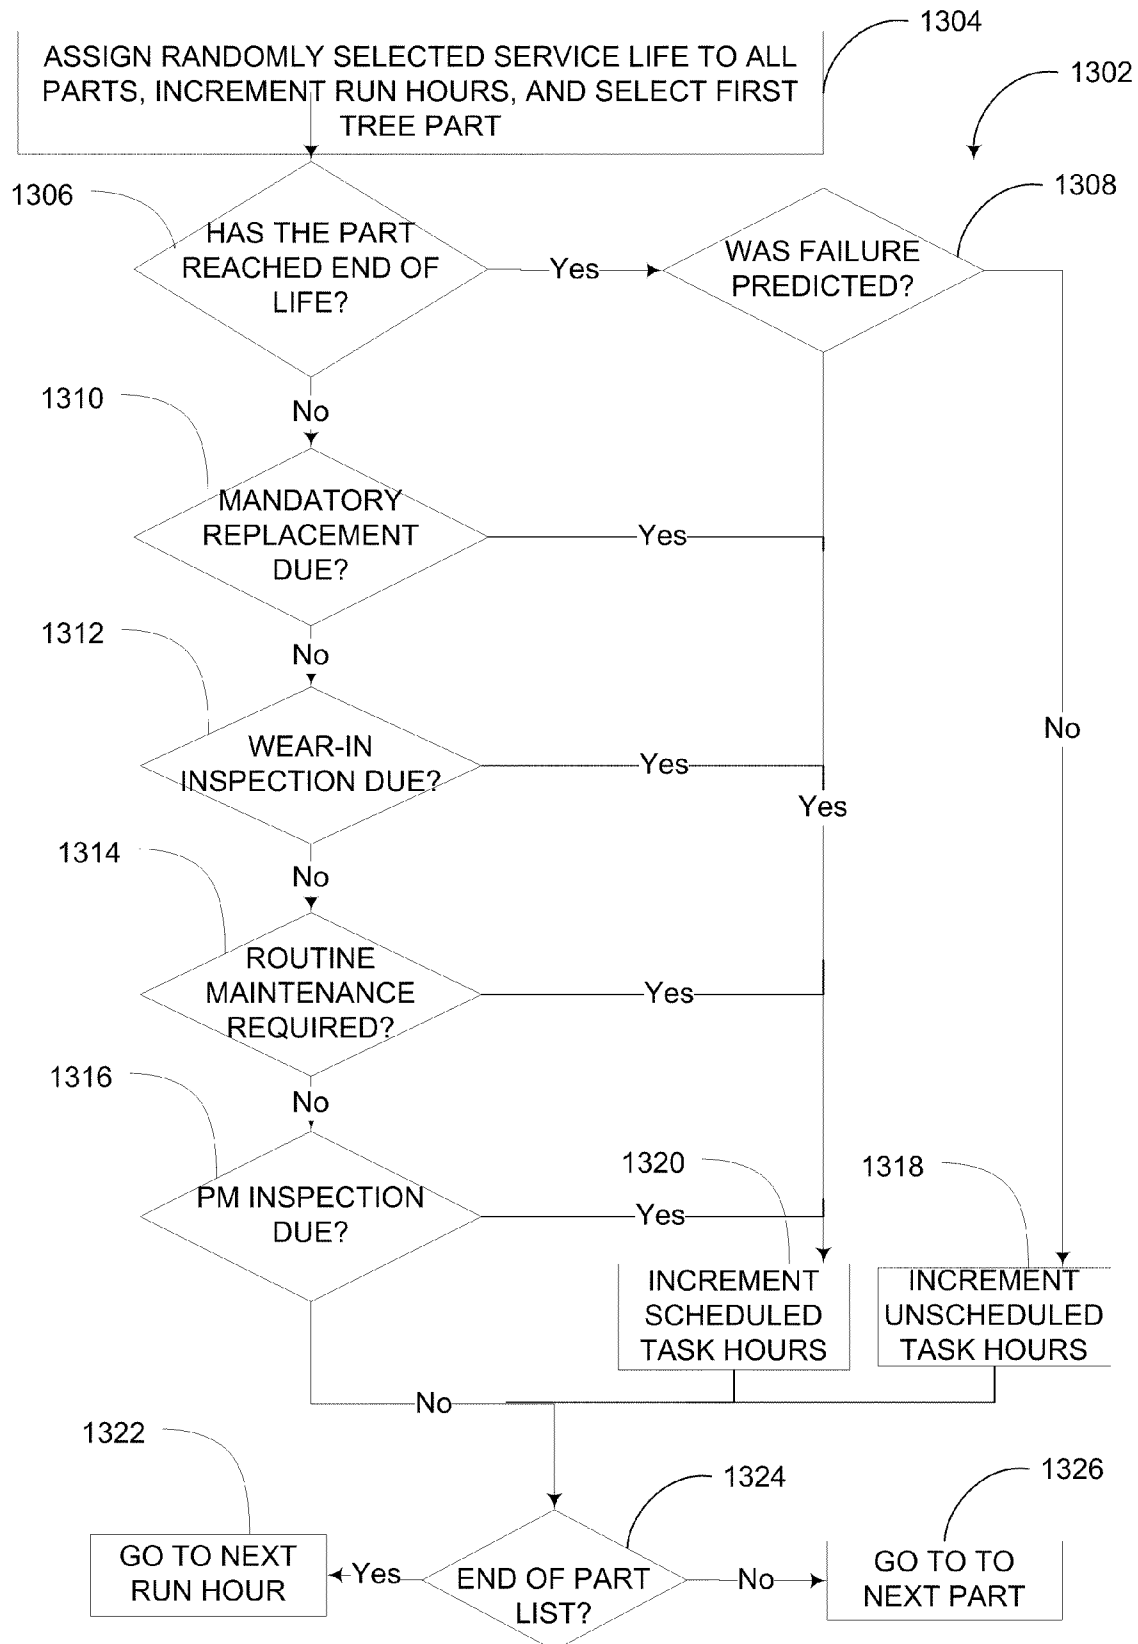 1304
ASSIGN RANDOMLY SELECTED SERVICE LIFE TO ALL
PARTS, INCREMENT RUN HOURS, AND SELECT FIRST
TREE PART
1302
1306
HAS THE PART
REACHED END OF
LIFE?
Yes
1308
WAS FAILURE
PREDICTED?
No
1310
MANDATORY
REPLACEMENT
DUE?
Yes
No
1312
WEAR-IN
INSPECTION DUE?
Yes
Yes
No
No
1314
ROUTINE
MAINTENANCE
REQUIRED?
Yes
No
1316
PM INSPECTION
DUE?
Yes
1320
INCREMENT
SCHEDULED
TASK HOURS
1318
INCREMENT
UNSCHEDULED
TASK HOURS
No
1322
GO TO NEXT
RUN HOUR
Yes
1324
END OF PART
LIST?
No
1326
GO TO TO
NEXT PART